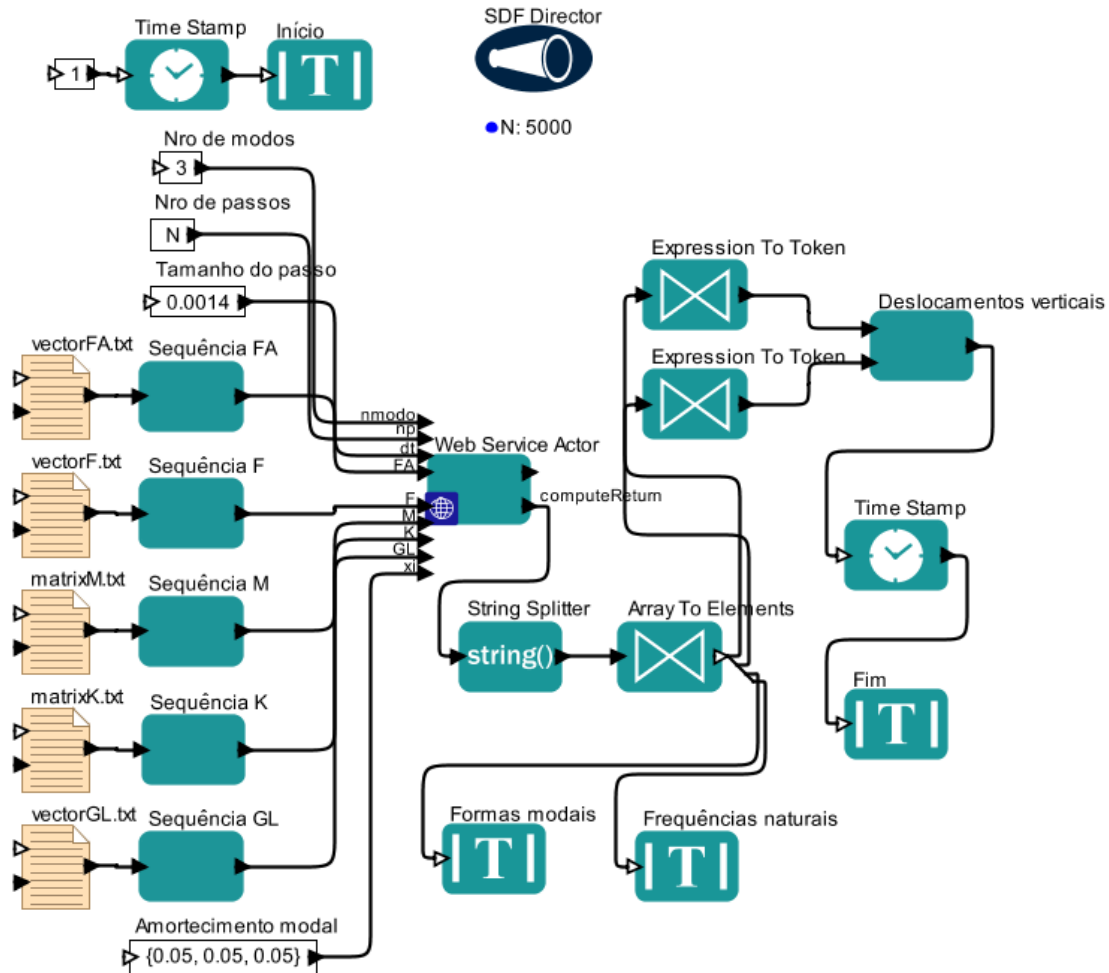 SDF Director
Time Stamp
Início
1
T
N: 5000
Nro de modos
3
Nro de passos
N
Tamanho do passo
0.0014
Expression To Token
Deslocamentos verticais
Expression To Token
vectorFA.txt
Sequência FA
nmodo
np
dt
FA
Web Service Actor
vectorF.txt
Sequência F
F
M
K
GL
xi
computeReturn
Time Stamp
matrixM.txt
Sequência M
String Splitter
string()
Array To Elements
matrixK.txt
Sequência K
Fim
T
vectorGL.txt
Sequência GL
Formas modais
T
Frequências naturais
T
Amortecimento modal
{0.05, 0.05, 0.05}